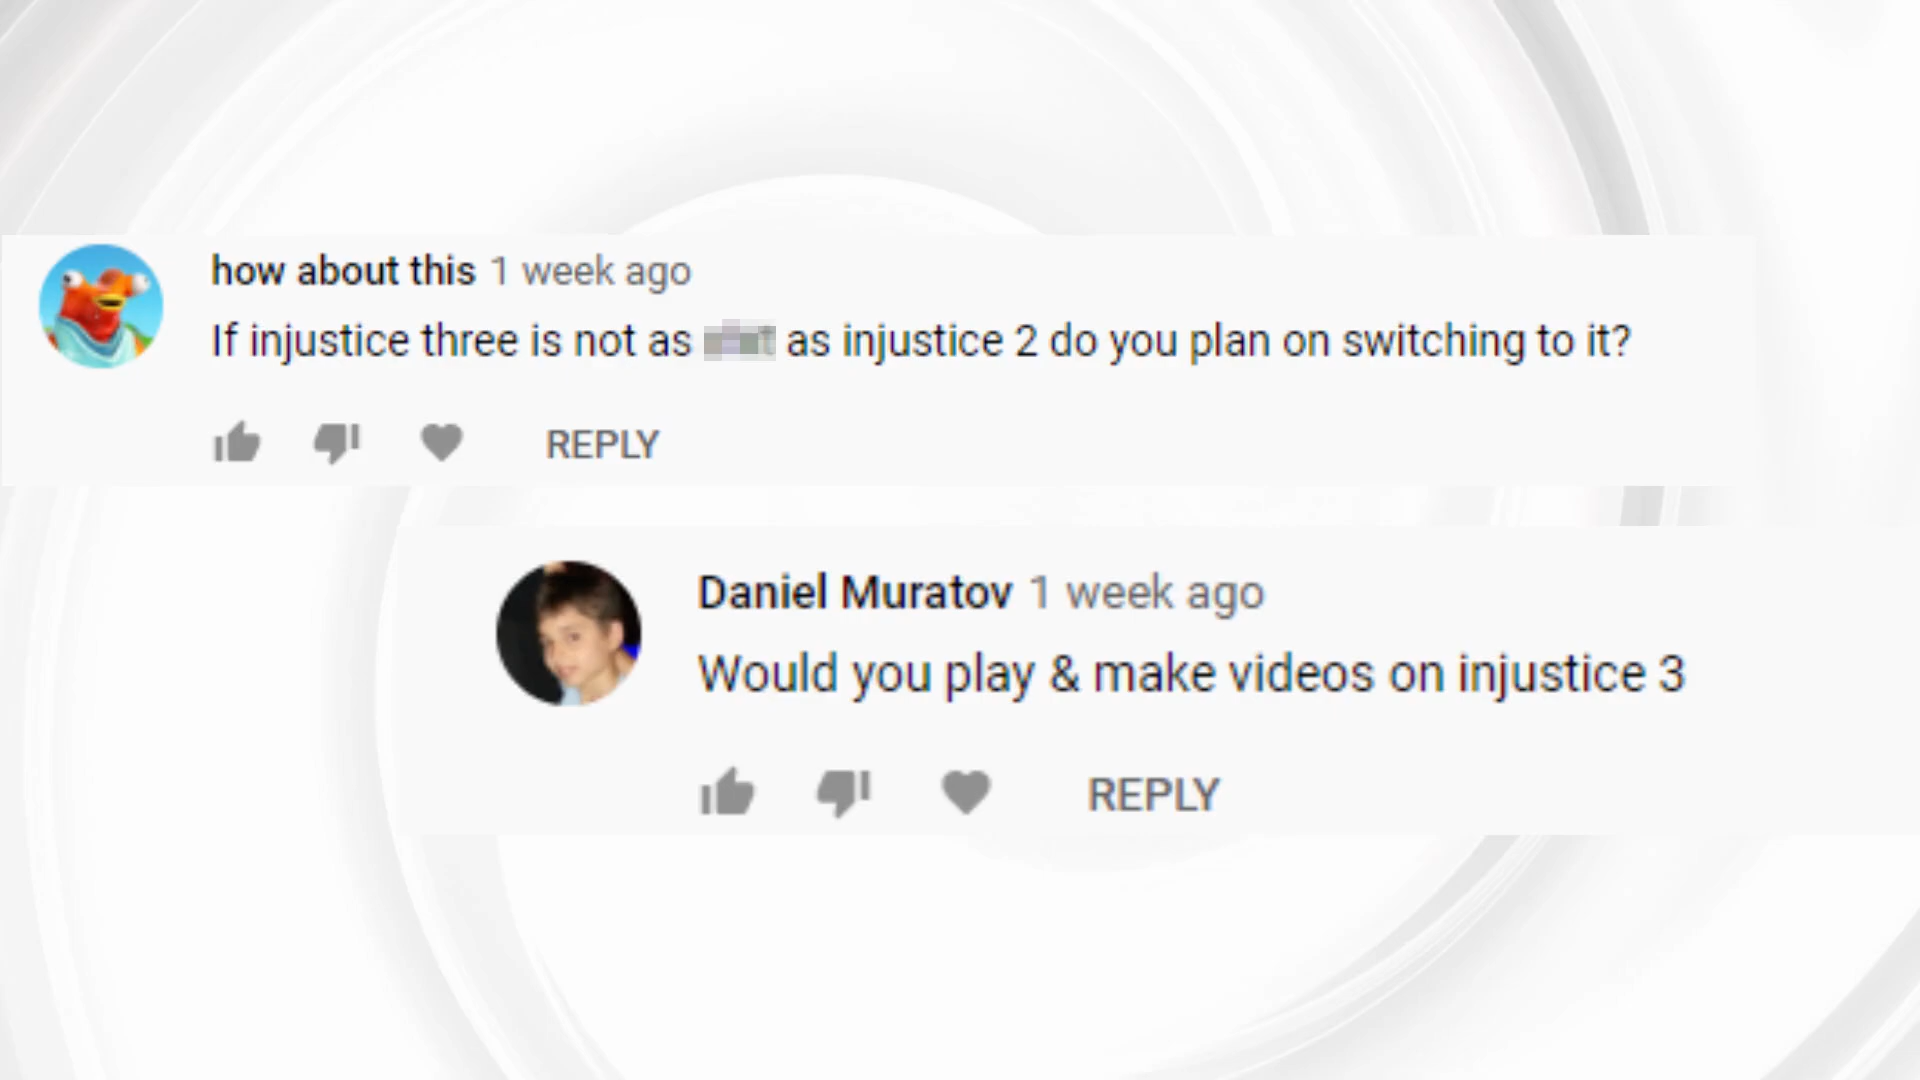 how about this 1 week ago
If injustice three is not as as injustice 2 do you plan on switching to it?
REPLY
Daniel Muratov 1 week ago
Would you play & make videos on injustice 3
REPLY